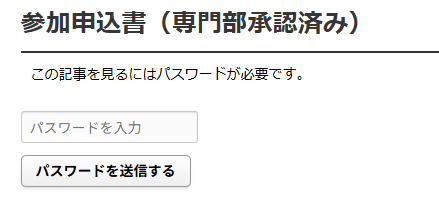 参加申込書（専門部承認済み）
この記事を見るにはパスワードが必要です。
パスワードを入力
パスワードを送信する